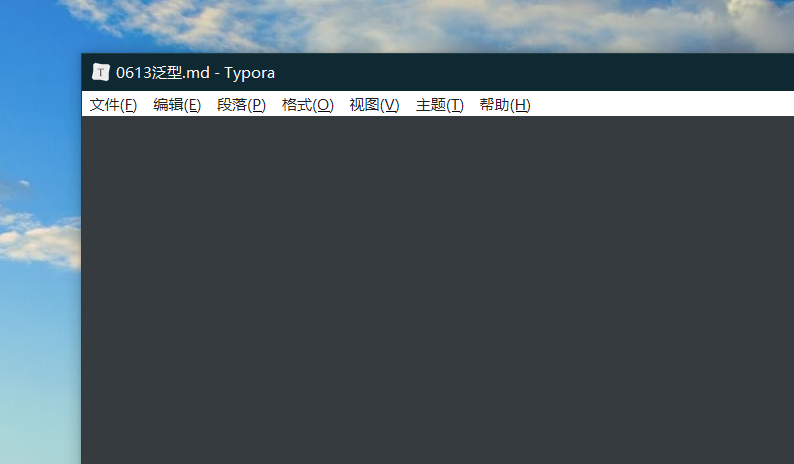 0613泛型.md - Typora
文件(F) 编辑(E) 段落(P) 格式(O) 视图(V) 主题(T) 帮助(H)